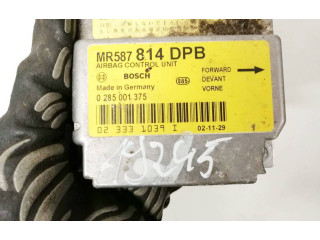 MR587 814 DPB
AIRBAG CONTROL UNIT
BOSCH
FORWARD
DEVANT
VORNE
Made in Germany
0 285 001 375
02 333 1039 I
02-11-29